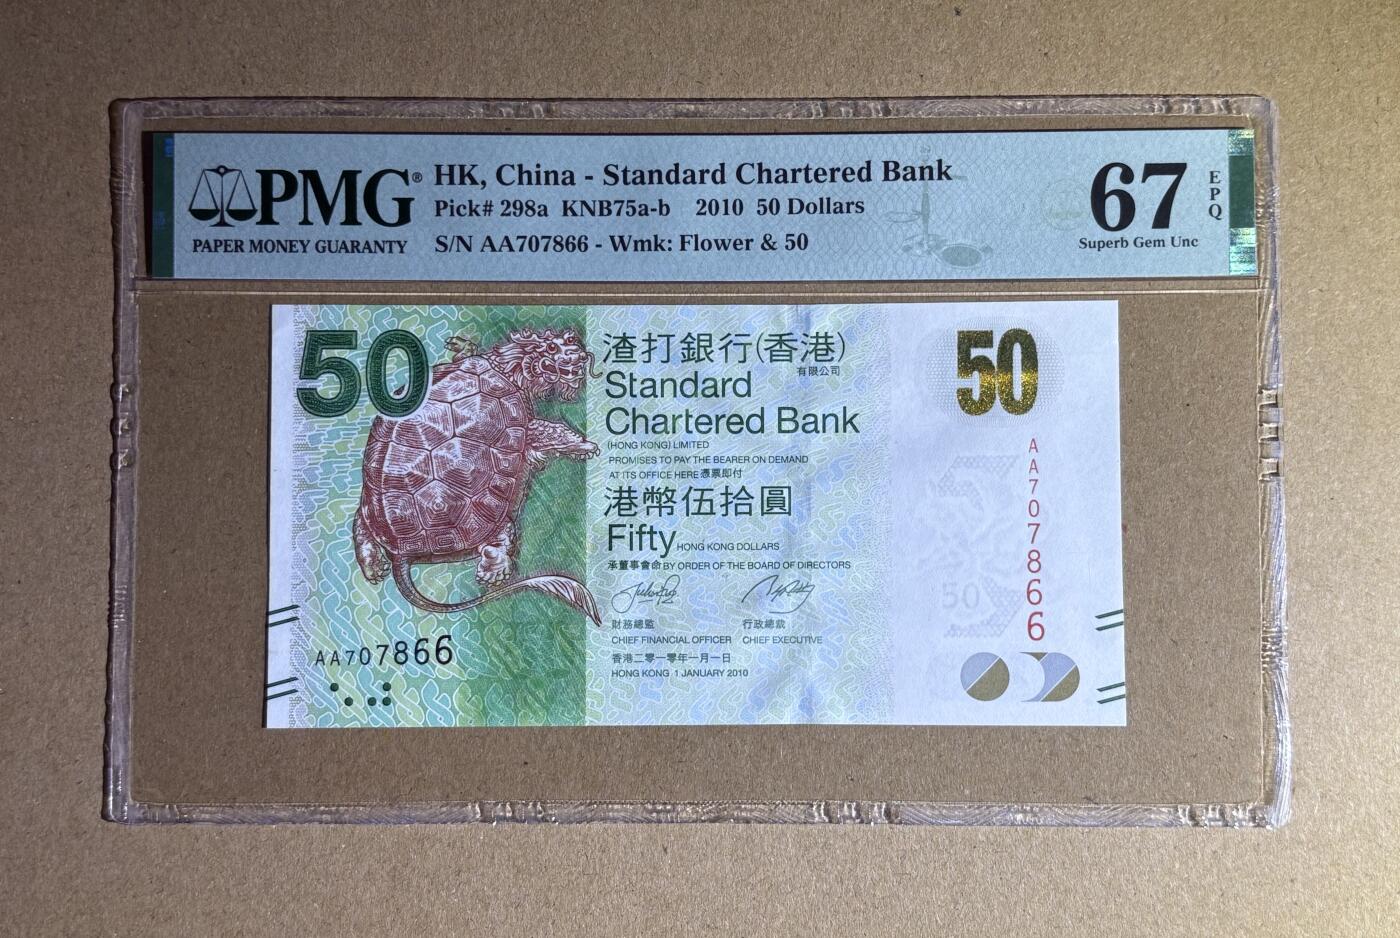 PMG®
PAPER MONEY GUARANTY
HK, China - Standard Chartered Bank
Pick# 298a KNB75a-b 2010 50 Dollars
S/N AA707866 - Wmk: Flower & 50
67
Superb Gem Unc
EPQ
50
渣打銀行(香港)
有限公司
Standard
Chartered Bank
(HONG KONG) LIMITED
PROMISES TO PAY THE BEARER ON DEMAND
AT ITS OFFICE HERE 憑票即付
港幣伍拾圓
Fifty HONG KONG DOLLARS
承董事會命 BY ORDER OF THE BOARD OF DIRECTORS
財務總監 行政總裁
CHIEF FINANCIAL OFFICER CHIEF EXECUTIVE
香港二零一零年一月一日
HONG KONG 1 JANUARY 2010
AA707866
50
AA707866
50